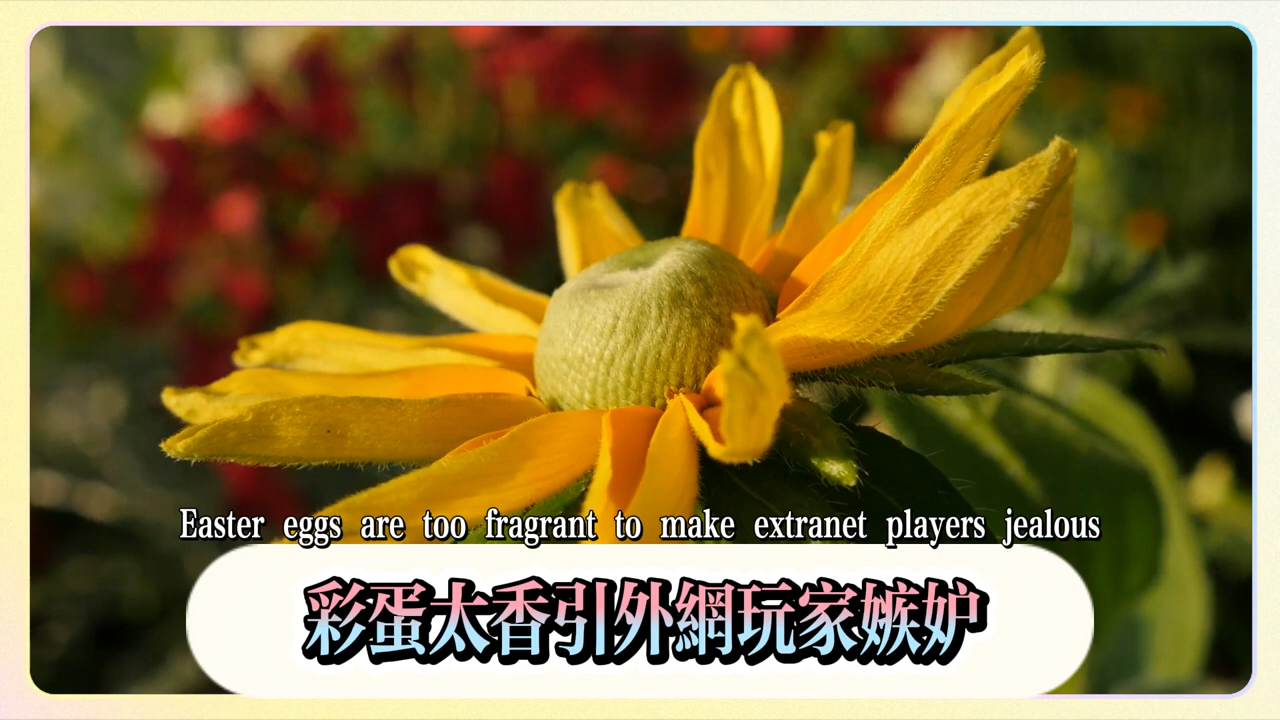 Easter eggs are too fragrant to make extranet players jealous
彩蛋太香引外網玩家嫉妒